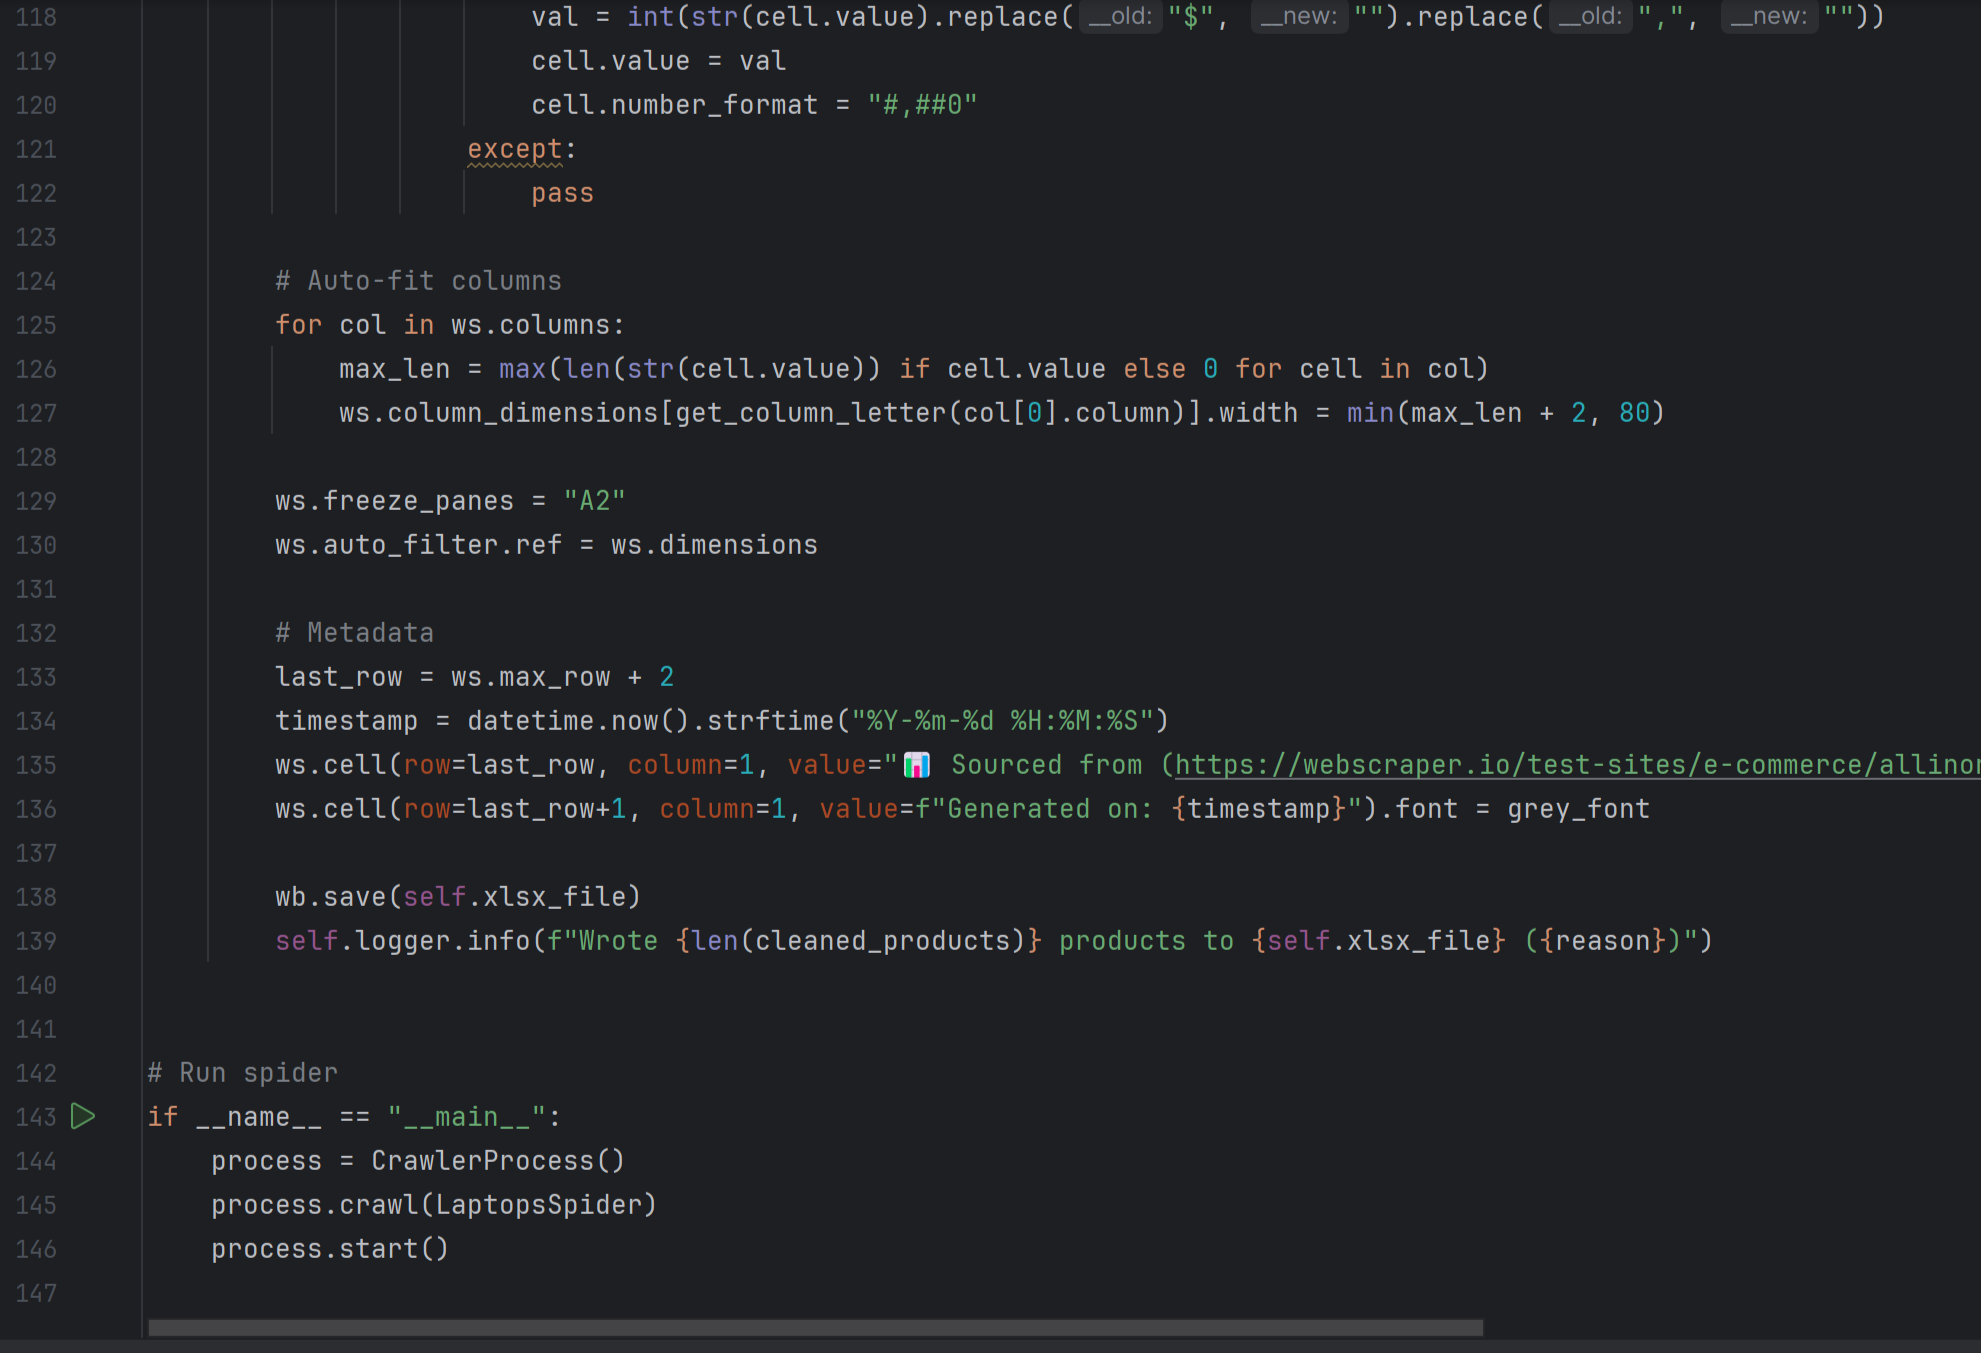 118 val = int(str(cell.value).replace(__old: "$", __new: "").replace(__old: ",", __new: ""))
119 cell.value = val
120 cell.number_format = "#,##0"
121 except:
122 pass
123
124 # Auto-fit columns
125 for col in ws.columns:
126 max_len = max(len(str(cell.value)) if cell.value else 0 for cell in col)
127 ws.column_dimensions[get_column_letter(col[0].column)].width = min(max_len + 2, 80)
128
129 ws.freeze_panes = "A2"
130 ws.auto_filter.ref = ws.dimensions
131
132 # Metadata
133 last_row = ws.max_row + 2
134 timestamp = datetime.now().strftime("%Y-%m-%d %H:%M:%S")
135 ws.cell(row=last_row, column=1, value="📊 Sourced from (https://webscraper.io/test-sites/e-commerce/allino
136 ws.cell(row=last_row+1, column=1, value=f"Generated on: {timestamp}").font = grey_font
137
138 wb.save(self.xlsx_file)
139 self.logger.info(f"Wrote {len(cleaned_products)} products to {self.xlsx_file} ({reason})")
140
141
142 # Run spider
143 if __name__ == "__main__":
144 process = CrawlerProcess()
145 process.crawl(LaptopsSpider)
146 process.start()
147